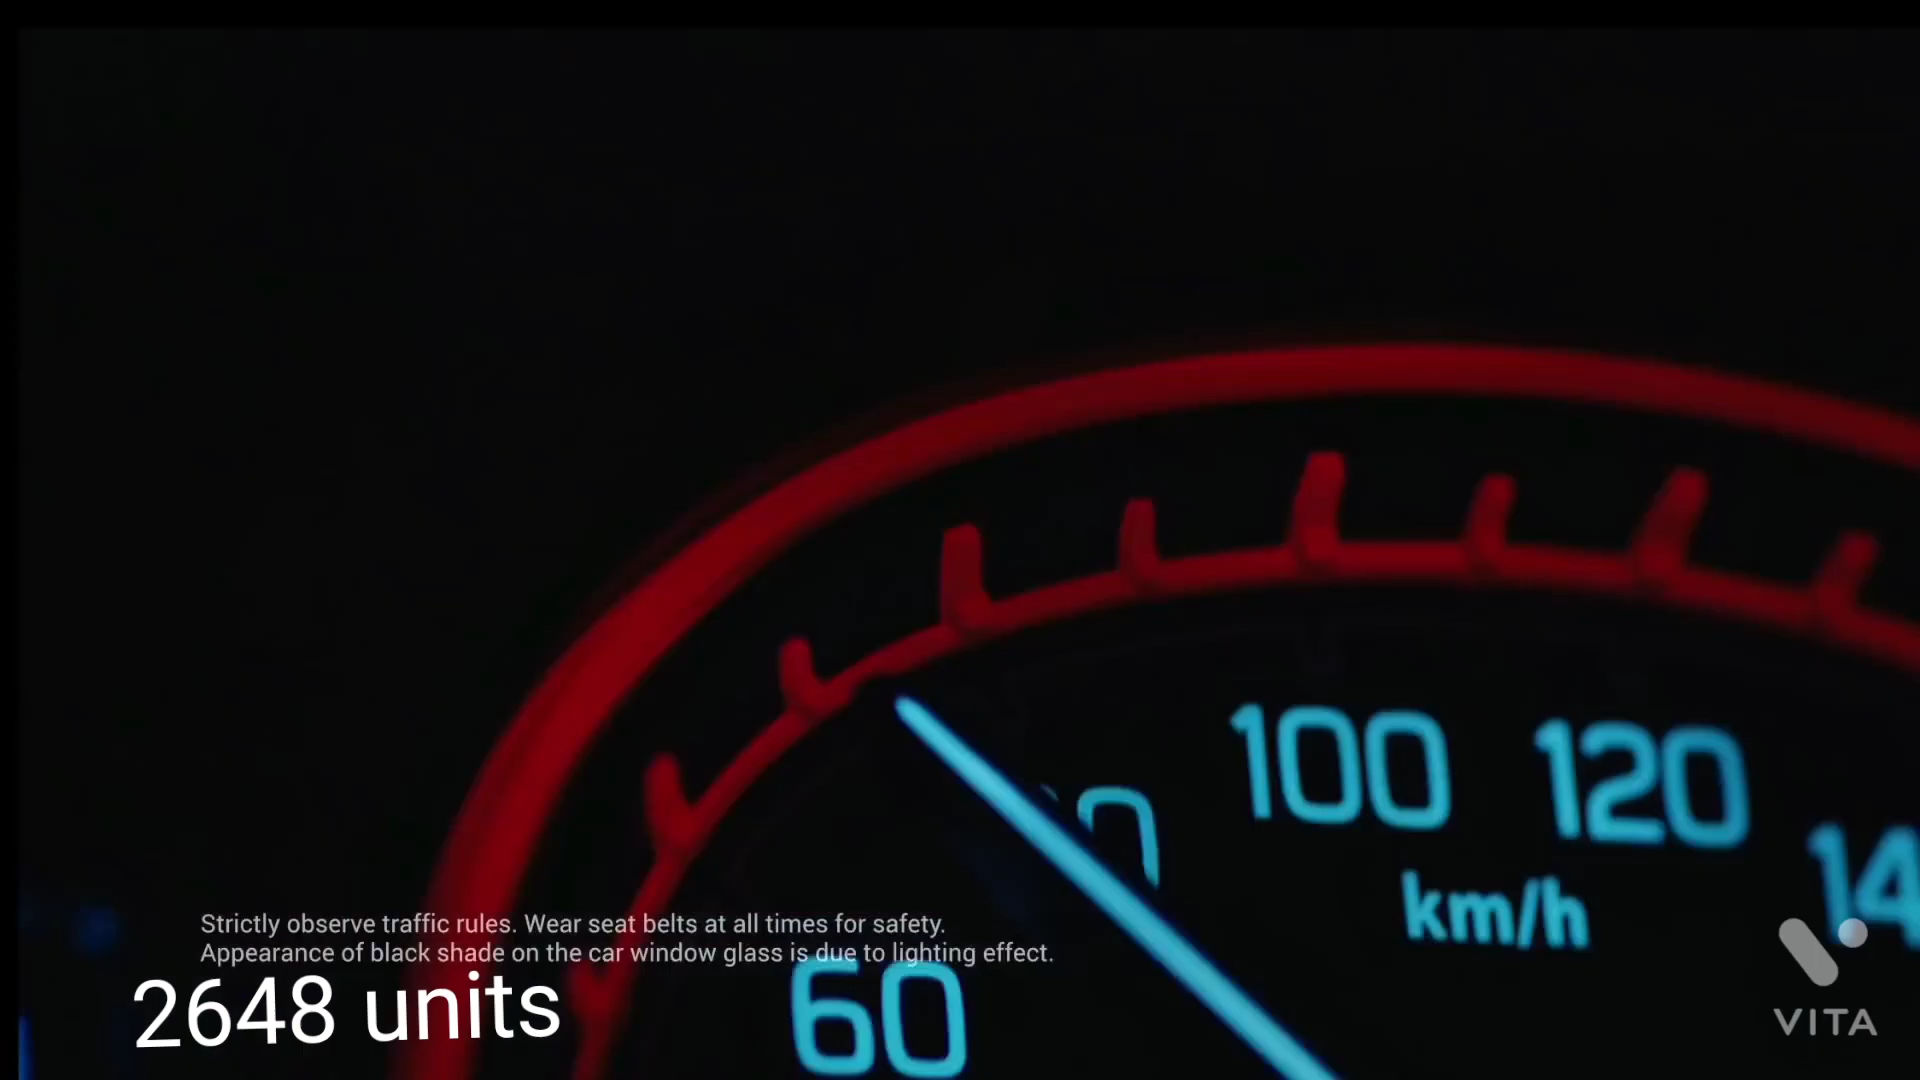 100 120
14
km/h
Strictly observe traffic rules. Wear seat belts at all times for safety.
Appearance of black shade on the car window glass is due to lighting effect.
2648 units
60
VITA